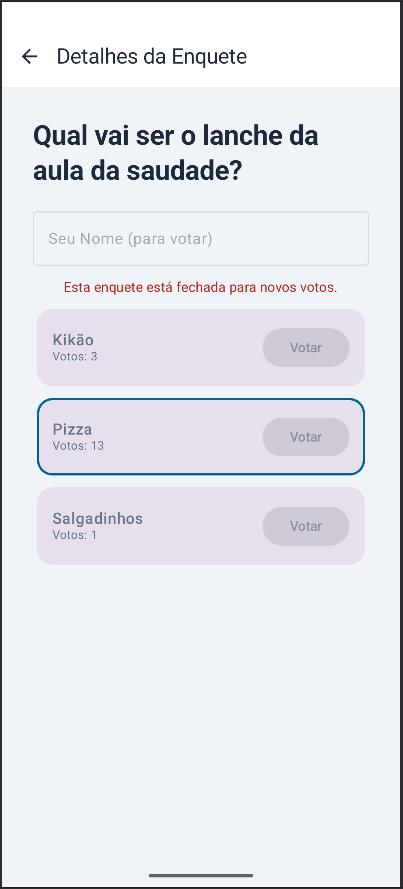 Detalhes da Enquete
Qual vai ser o lanche da
aula da saudade?
Seu Nome (para votar)
Esta enquete está fechada para novos votos.
Kikão
Votos: 3
Votar
Pizza
Votos: 13
Votar
Salgadinhos
Votos: 1
Votar